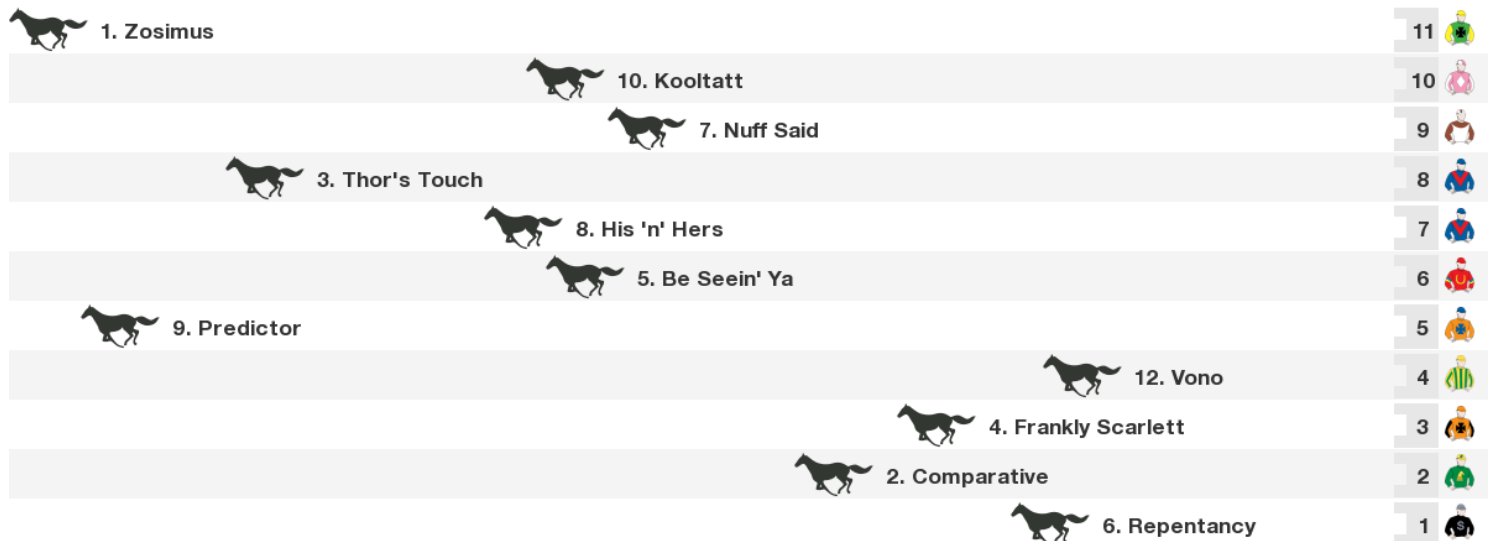 1. Zosimus 11
10. Kooltatt 10
7. Nuff Said 9
3. Thor's Touch 8
8. His 'n' Hers 7
5. Be Seein' Ya 6
U
9. Predictor 5
12. Vono 4
4. Frankly Scarlett 3
2. Comparative 2
6. Repentancy 1
S